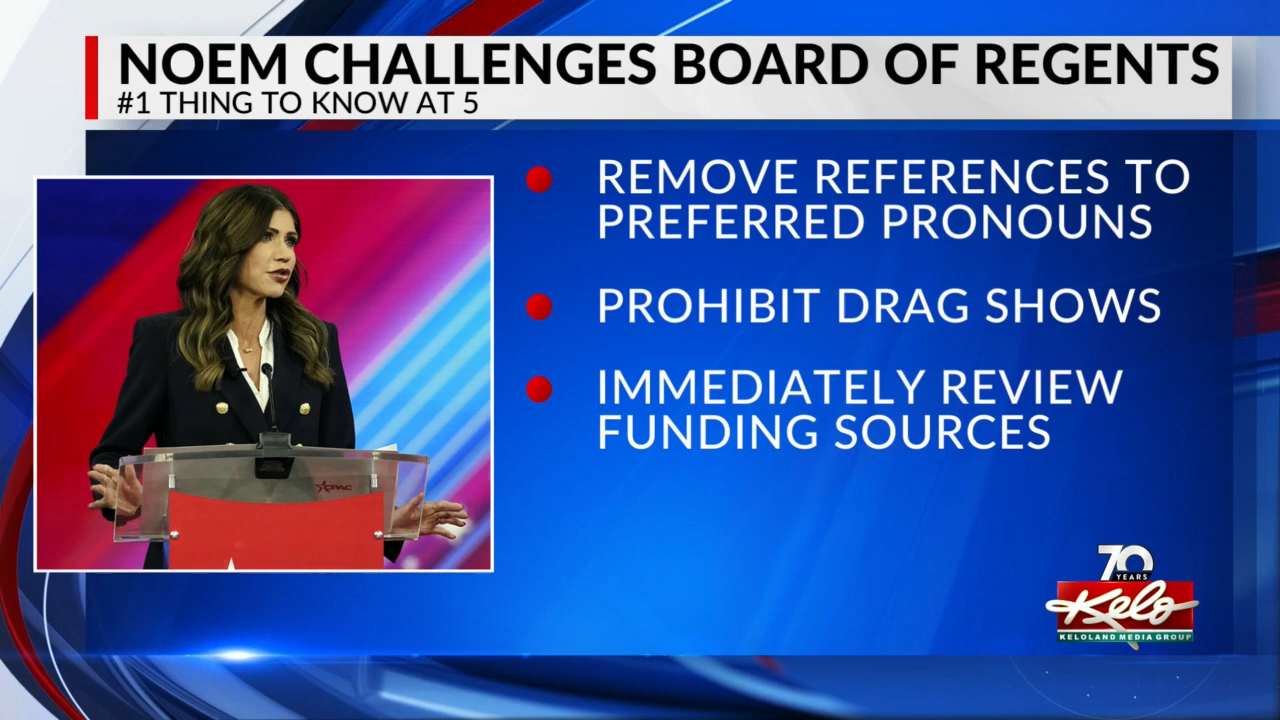 NOEM CHALLENGES BOARD OF REGENTS
#1 THING TO KNOW AT 5
REMOVE REFERENCES TO
PREFERRED PRONOUNS
PROHIBIT DRAG SHOWS
IMMEDIATELY REVIEW
FUNDING SOURCES
CPAC
70
YEARS
Kelo
KELOLAND MEDIA GROUP